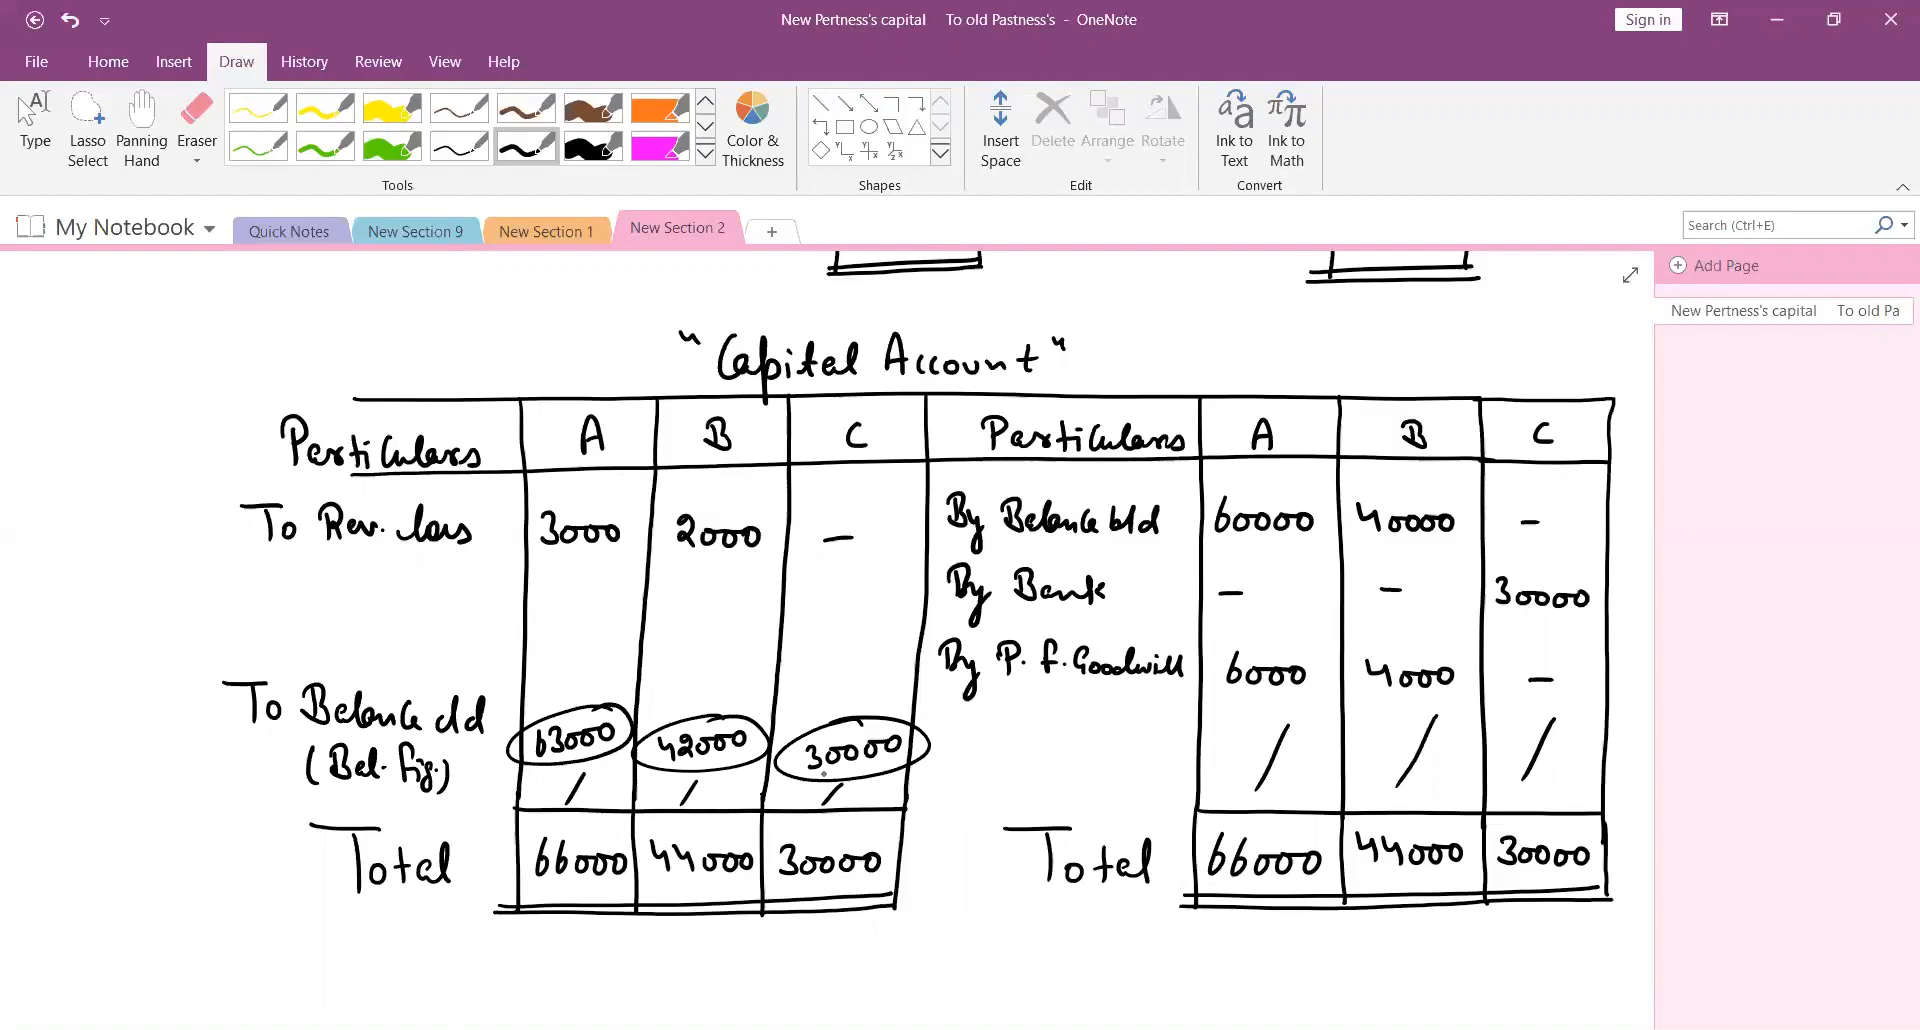 New Pertness's capital To old Pastness's - OneNote
Sign in
File Home Insert Draw History Review View Help
Type Lasso Select Panning Hand Eraser Color & Thickness Insert Space Delete Arrange Rotate Ink to Text Ink to Math
Tools Shapes Edit Convert
My Notebook Quick Notes New Section 9 New Section 1 New Section 2 Search (Ctrl+E)
Add Page
New Pertness's capital To old Pa
"Capital Account"
Particulars A B C Particulars A B C
To Rev. loss 3000 2000 - By Balance b/d 60000 40000 -
By Bank - - 30000
By P. f. Goodwill 6000 4000 -
To Balance c/d 63000 42000 30000
(Bal. fig.)
Total 66000 44000 30000 Total 66000 44000 30000